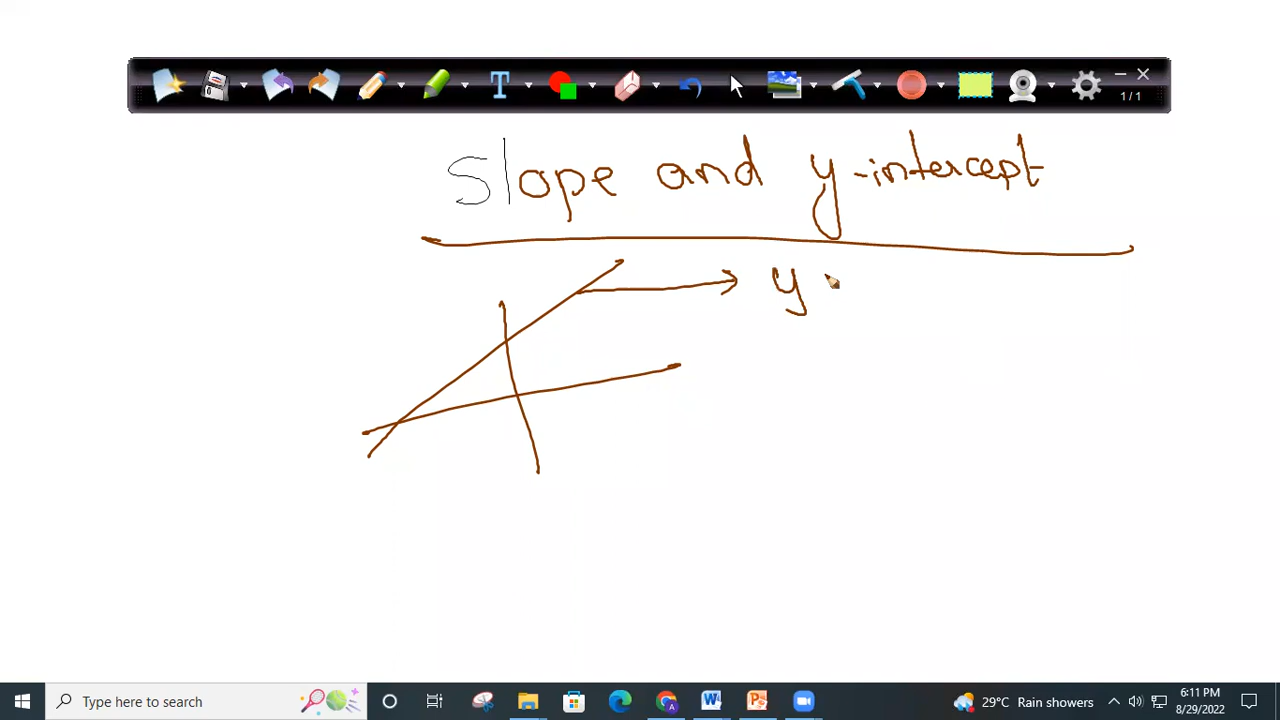 T
1/1
Slope and y-intercept
y
Type here to search
29°C Rain showers
6:11 PM
8/29/2022